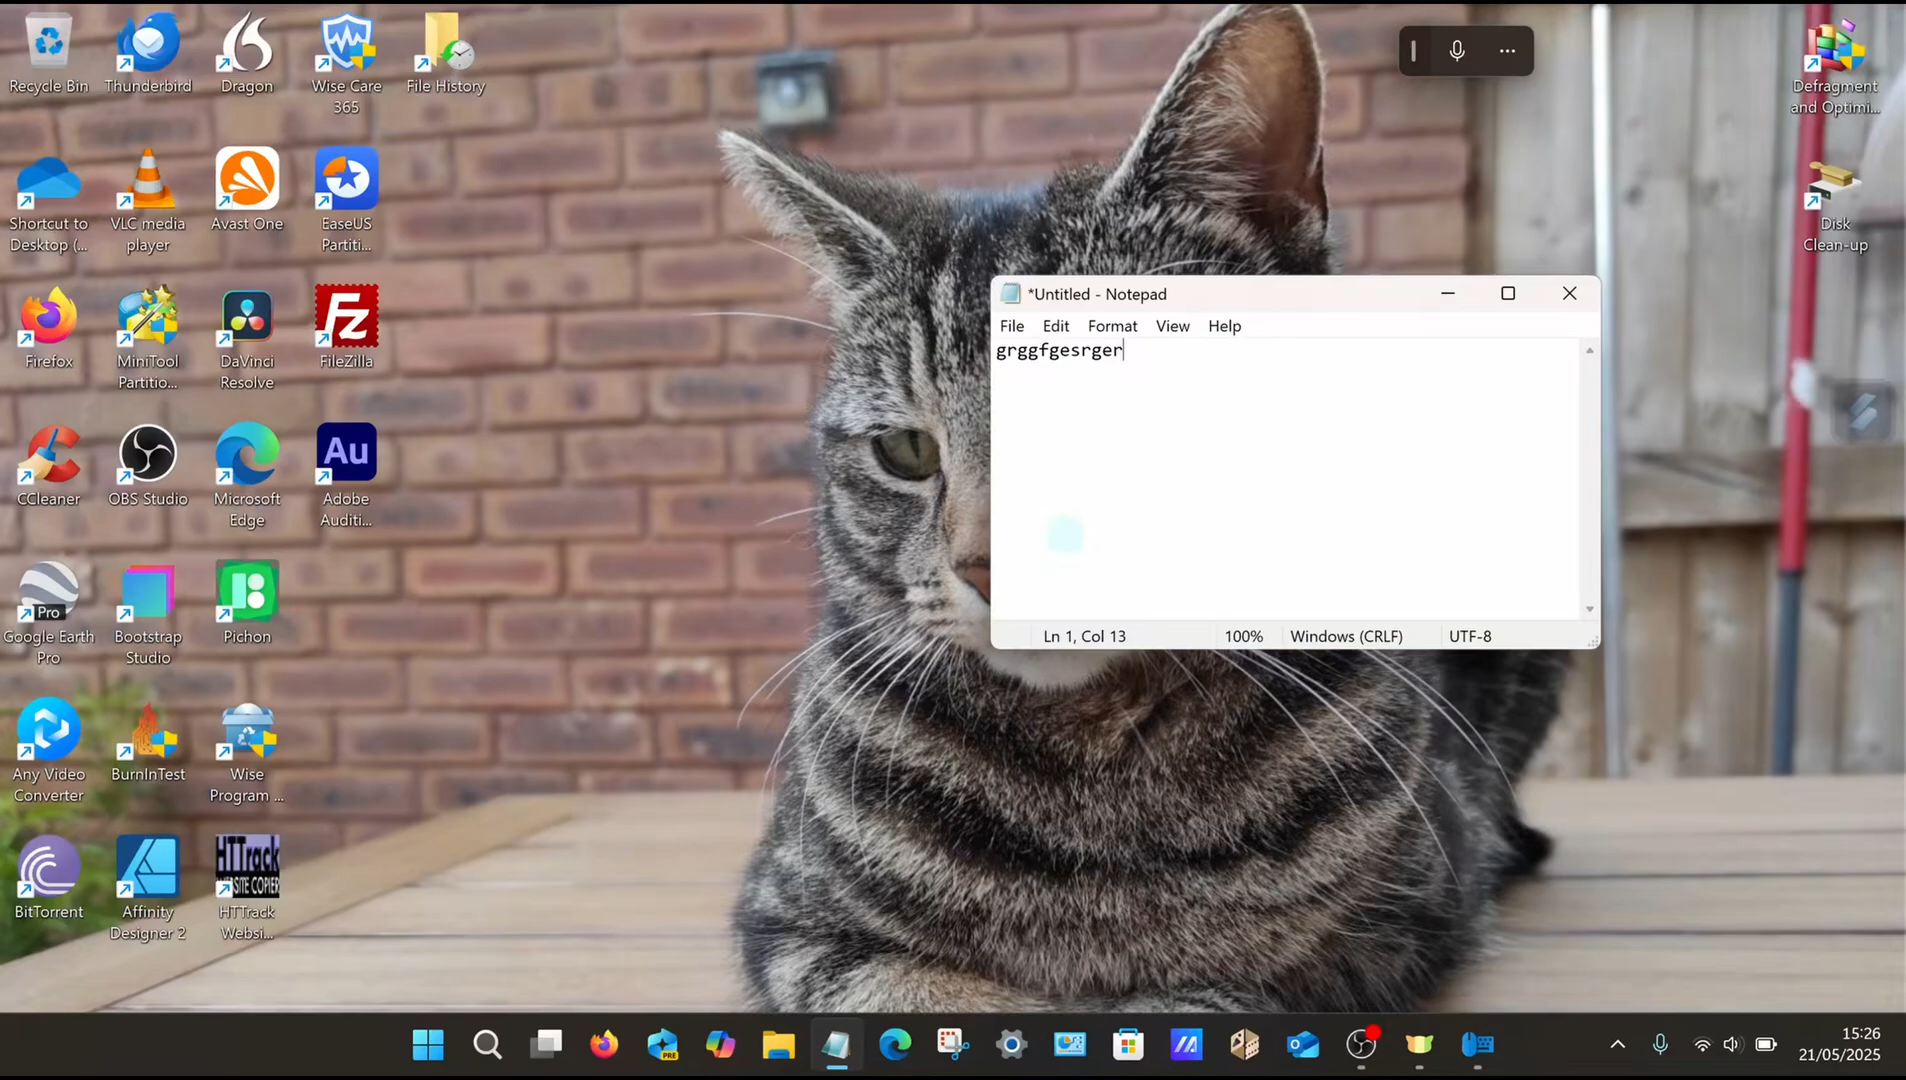 Recycle Bin
Thunderbird
Dragon
Wise Care
365
File History
Shortcut to
Desktop (...
VLC media
player
Avast One
EaseUS
Partiti...
Firefox
MiniTool
Partitio...
DaVinci
Resolve
Fz
FileZilla
CCleaner
OBS Studio
Microsoft
Edge
Au
Adobe
Auditi...
Pro
Google Earth
Pro
Bootstrap
Studio
Pichon
Any Video
Converter
BurnInTest
Wise
Program ...
BitTorrent
Affinity
Designer 2
HTTrack
WEBSITE COPIER
HTTrack
Websi...
Defragment
and Optimi...
Disk
Clean-up
*Untitled - Notepad
File Edit Format View Help
grggfgesrger
Ln 1, Col 13 100% Windows (CRLF) UTF-8
PRE
15:26
21/05/2025